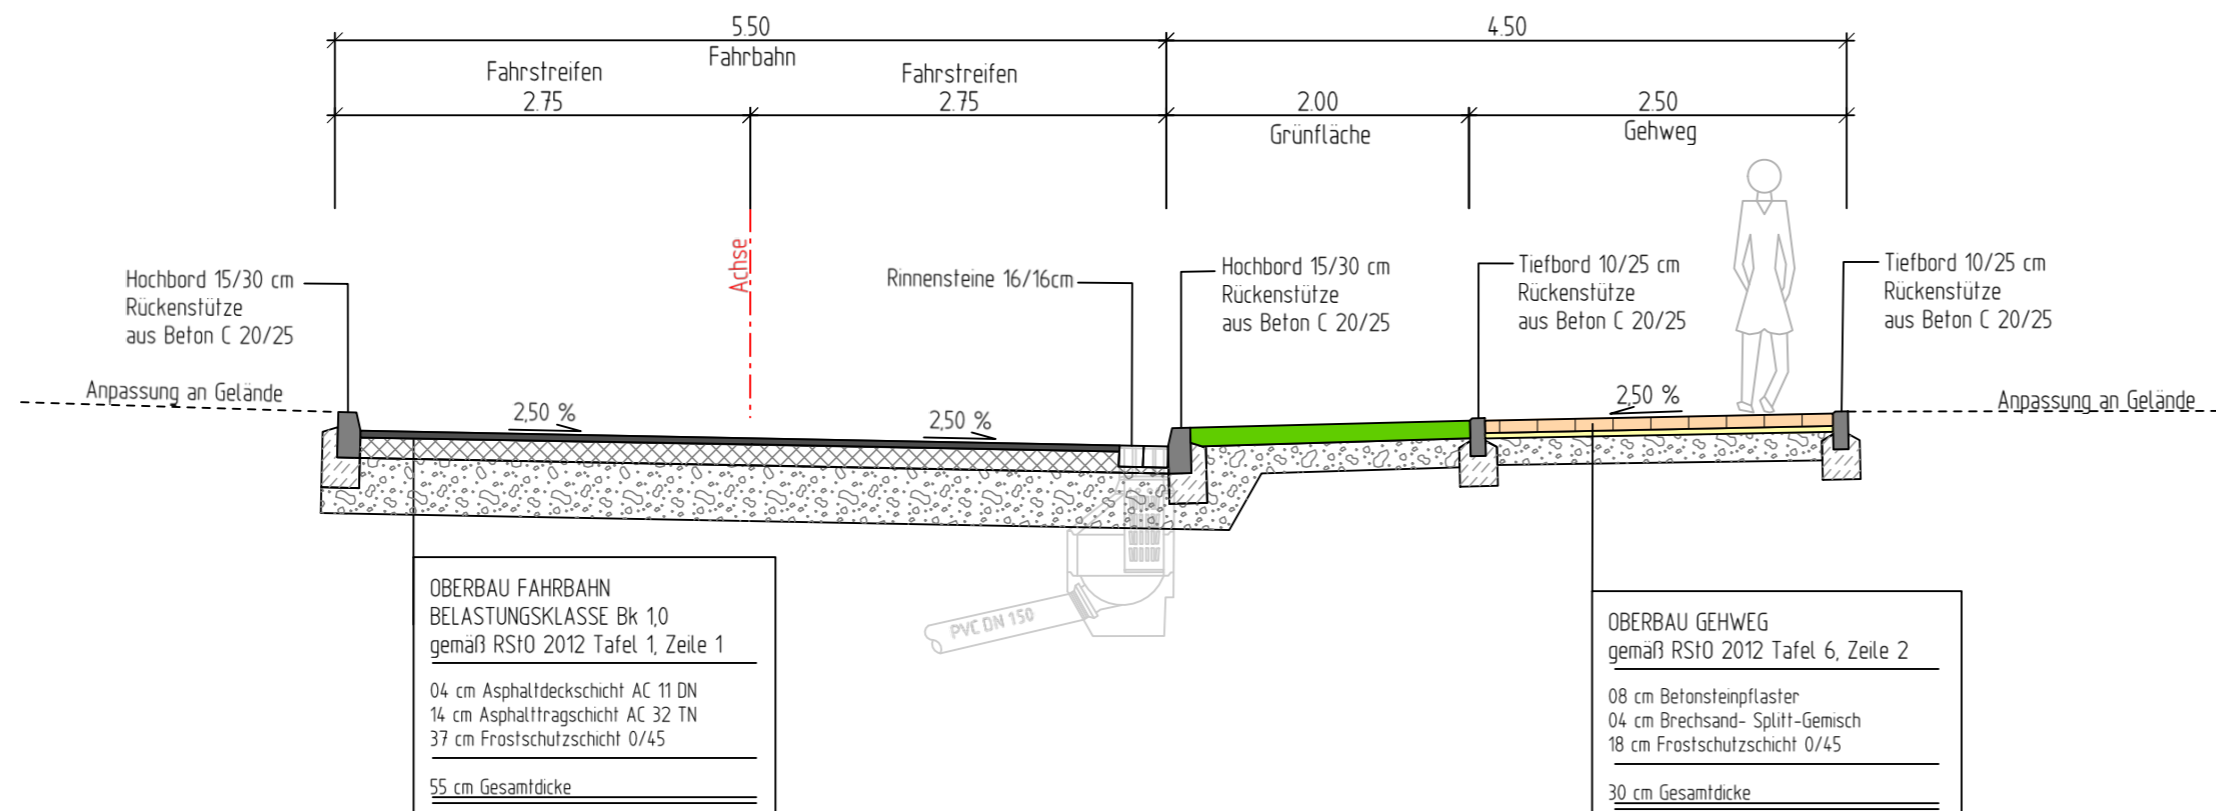 5.50
4.50
Fahrbahn
Fahrstreifen
2.75
Fahrstreifen
2.75
2.00
Grünfläche
2.50
Gehweg
Achse
Hochbord 15/30 cm
Rückenstütze
aus Beton C 20/25
Rinnensteine 16/16cm
Hochbord 15/30 cm
Rückenstütze
aus Beton C 20/25
Tiefbord 10/25 cm
Rückenstütze
aus Beton C 20/25
Tiefbord 10/25 cm
Rückenstütze
aus Beton C 20/25
Anpassung an Gelände
2,50 %
2,50 %
2,50 %
Anpassung an Gelände
PVC DN 150
OBERBAU FAHRBAHN
BELASTUNGSKLASSE Bk 1,0
gemäß RStO 2012 Tafel 1, Zeile 1
04 cm Asphaltdeckschicht AC 11 DN
14 cm Asphalttragschicht AC 32 TN
37 cm Frostschutzschicht 0/45
55 cm Gesamtdicke
OBERBAU GEHWEG
gemäß RStO 2012 Tafel 6, Zeile 2
08 cm Betonsteinpflaster
04 cm Brechsand- Splitt-Gemisch
18 cm Frostschutzschicht 0/45
30 cm Gesamtdicke